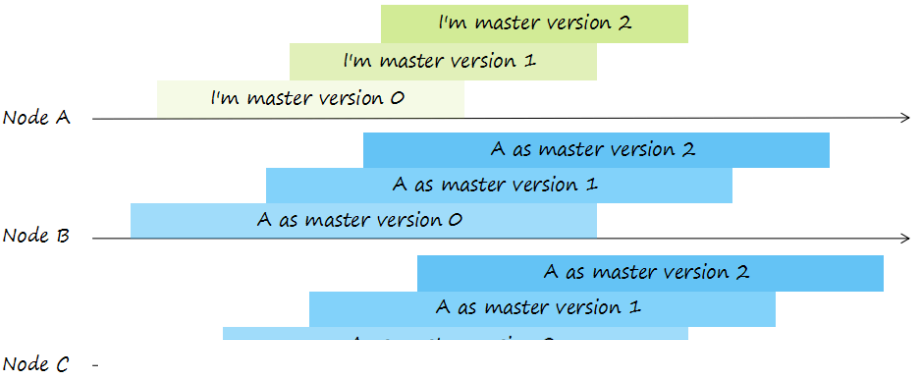 I'm master version 2
I'm master version 1
I'm master version 0
Node A
A as master version 2
A as master version 1
A as master version 0
Node B
A as master version 2
A as master version 1
Node C